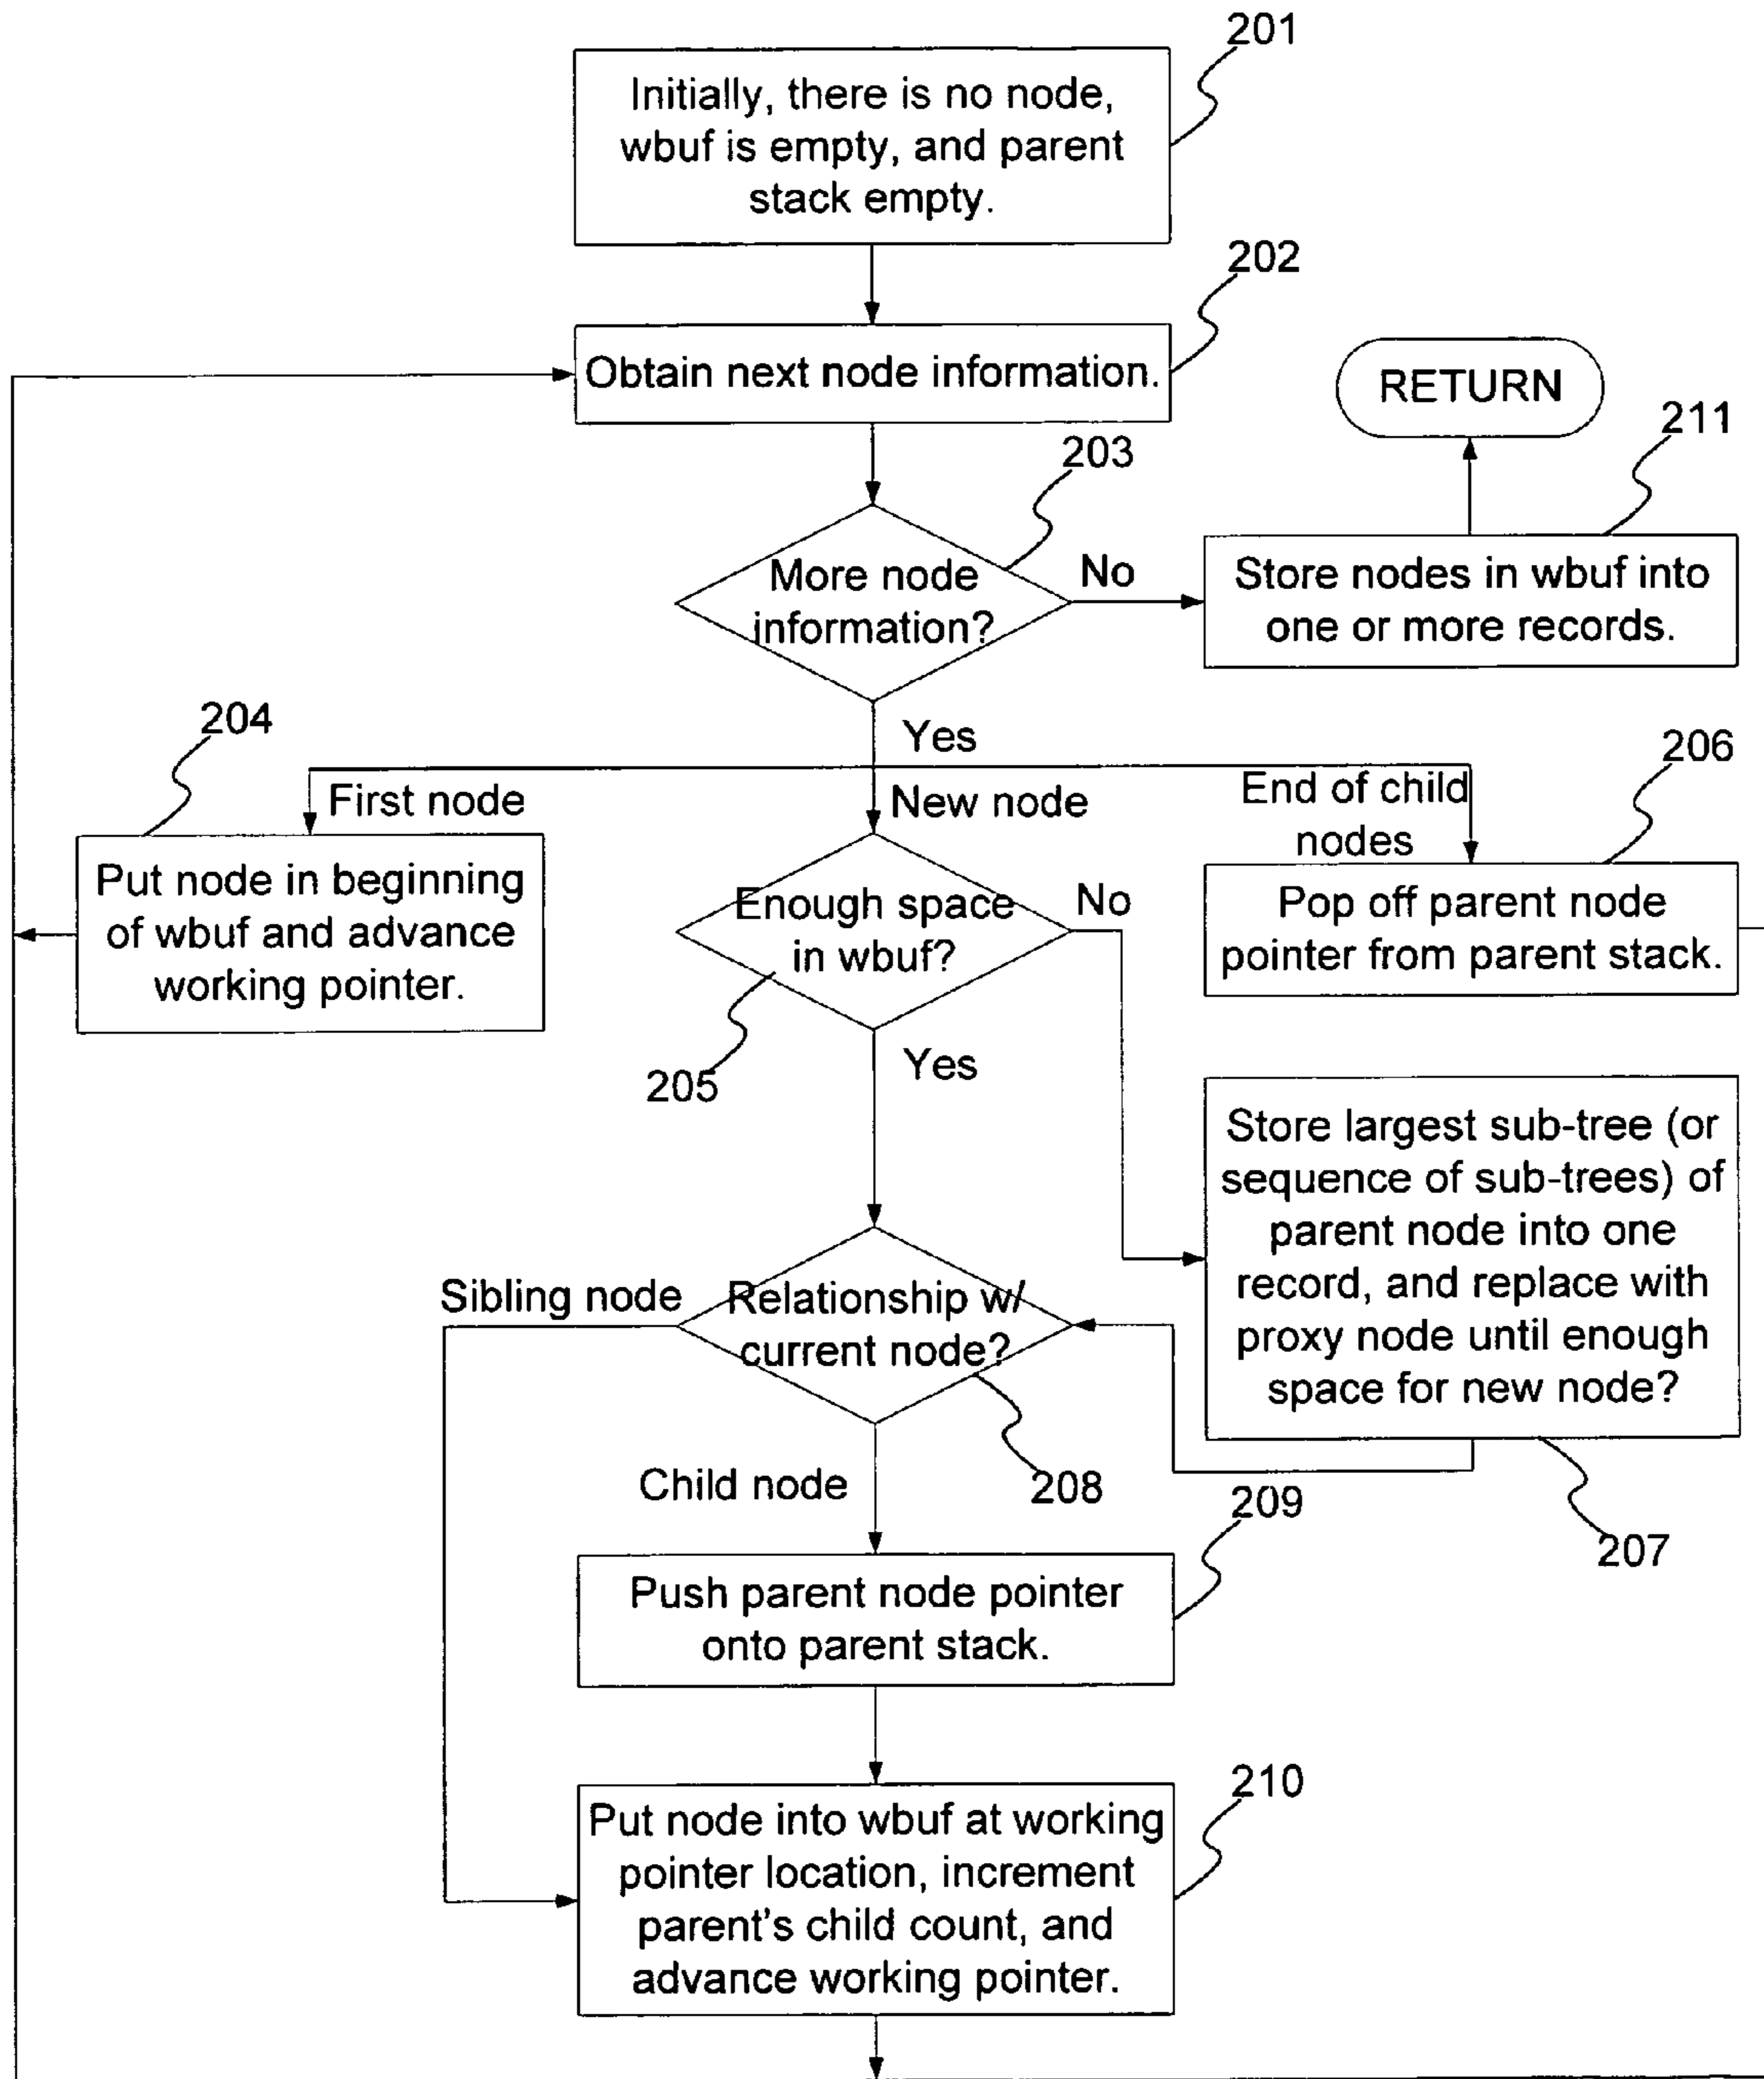 201
Initially, there is no node,
wbuf is empty, and parent
stack empty.
202
Obtain next node information.
RETURN
211
203
More node
information?
No
Store nodes in wbuf into
one or more records.
204
Yes
206
First node
New node
End of child
nodes
Put node in beginning
of wbuf and advance
working pointer.
Enough space
in wbuf?
No
Pop off parent node
pointer from parent stack.
205
Yes
Store largest sub-tree (or
sequence of sub-trees) of
parent node into one
record, and replace with
proxy node until enough
space for new node?
Sibling node
Relationship w/
current node?
Child node
208
209
207
Push parent node pointer
onto parent stack.
210
Put node into wbuf at working
pointer location, increment
parent's child count, and
advance working pointer.